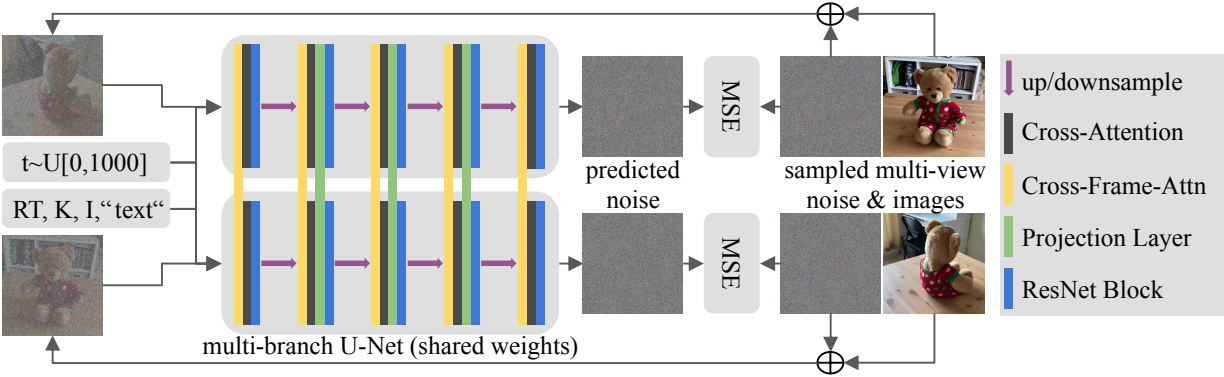 t~U[0,1000]
RT, K, I,“text“
multi-branch U-Net (shared weights)
predicted
noise
MSE
MSE
sampled multi-view
noise & images
up/downsample
Cross-Attention
Cross-Frame-Attn
Projection Layer
ResNet Block